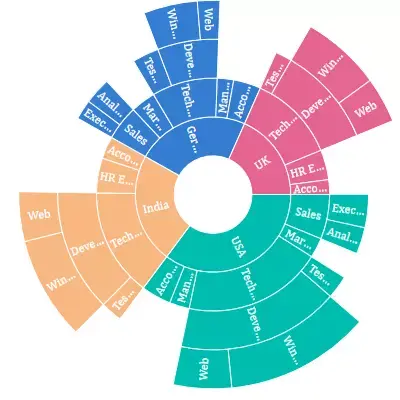 Win...
Web
Tes...
Deve...
Anal...
Exec...
Mar...
Tech...
Man...
Acco...
Sales
Ger...
Win...
Tes...
Deve...
Web
Tech...
UK
HR E...
Acco...
Acco...
HR E...
India
Web
Deve...
Tech...
Win...
Tes...
Sales
Exec...
Mar...
Anal...
USA
Acco...
Man...
Tech...
Tes...
Deve...
Web
Win...